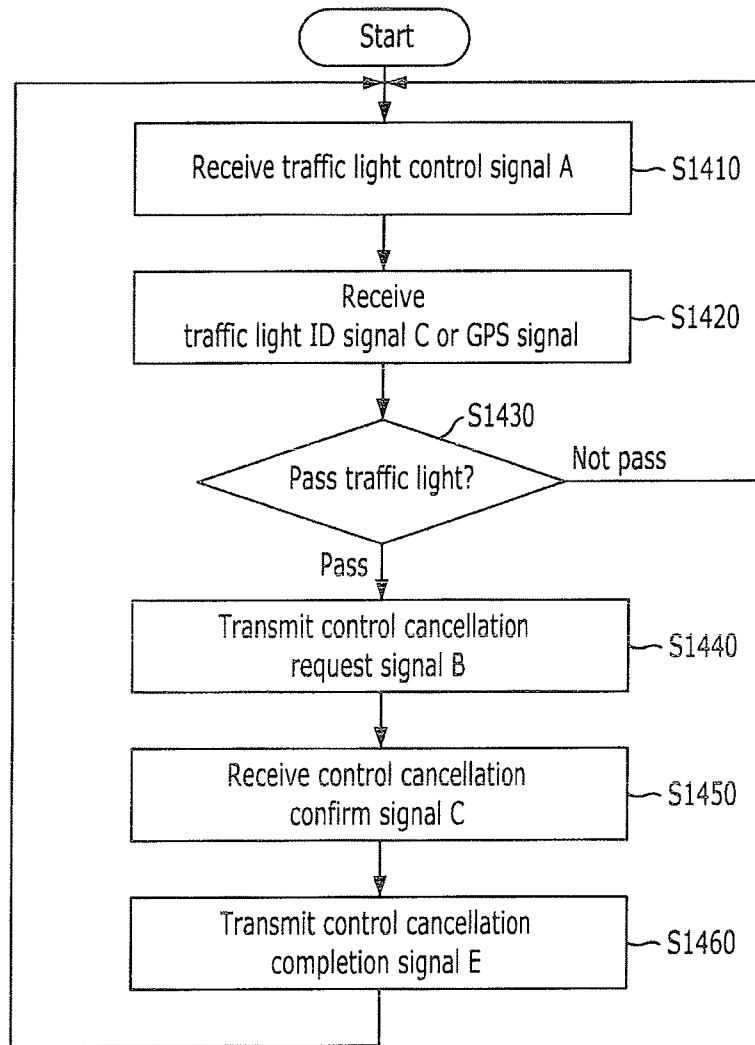 Start
Receive traffic light control signal A
S1410
Receive
traffic light ID signal C or GPS signal
S1420
S1430
Pass traffic light?
Not pass
Pass
Transmit control cancellation
request signal B
S1440
Receive control cancellation
confirm signal C
S1450
Transmit control cancellation
completion signal E
S1460